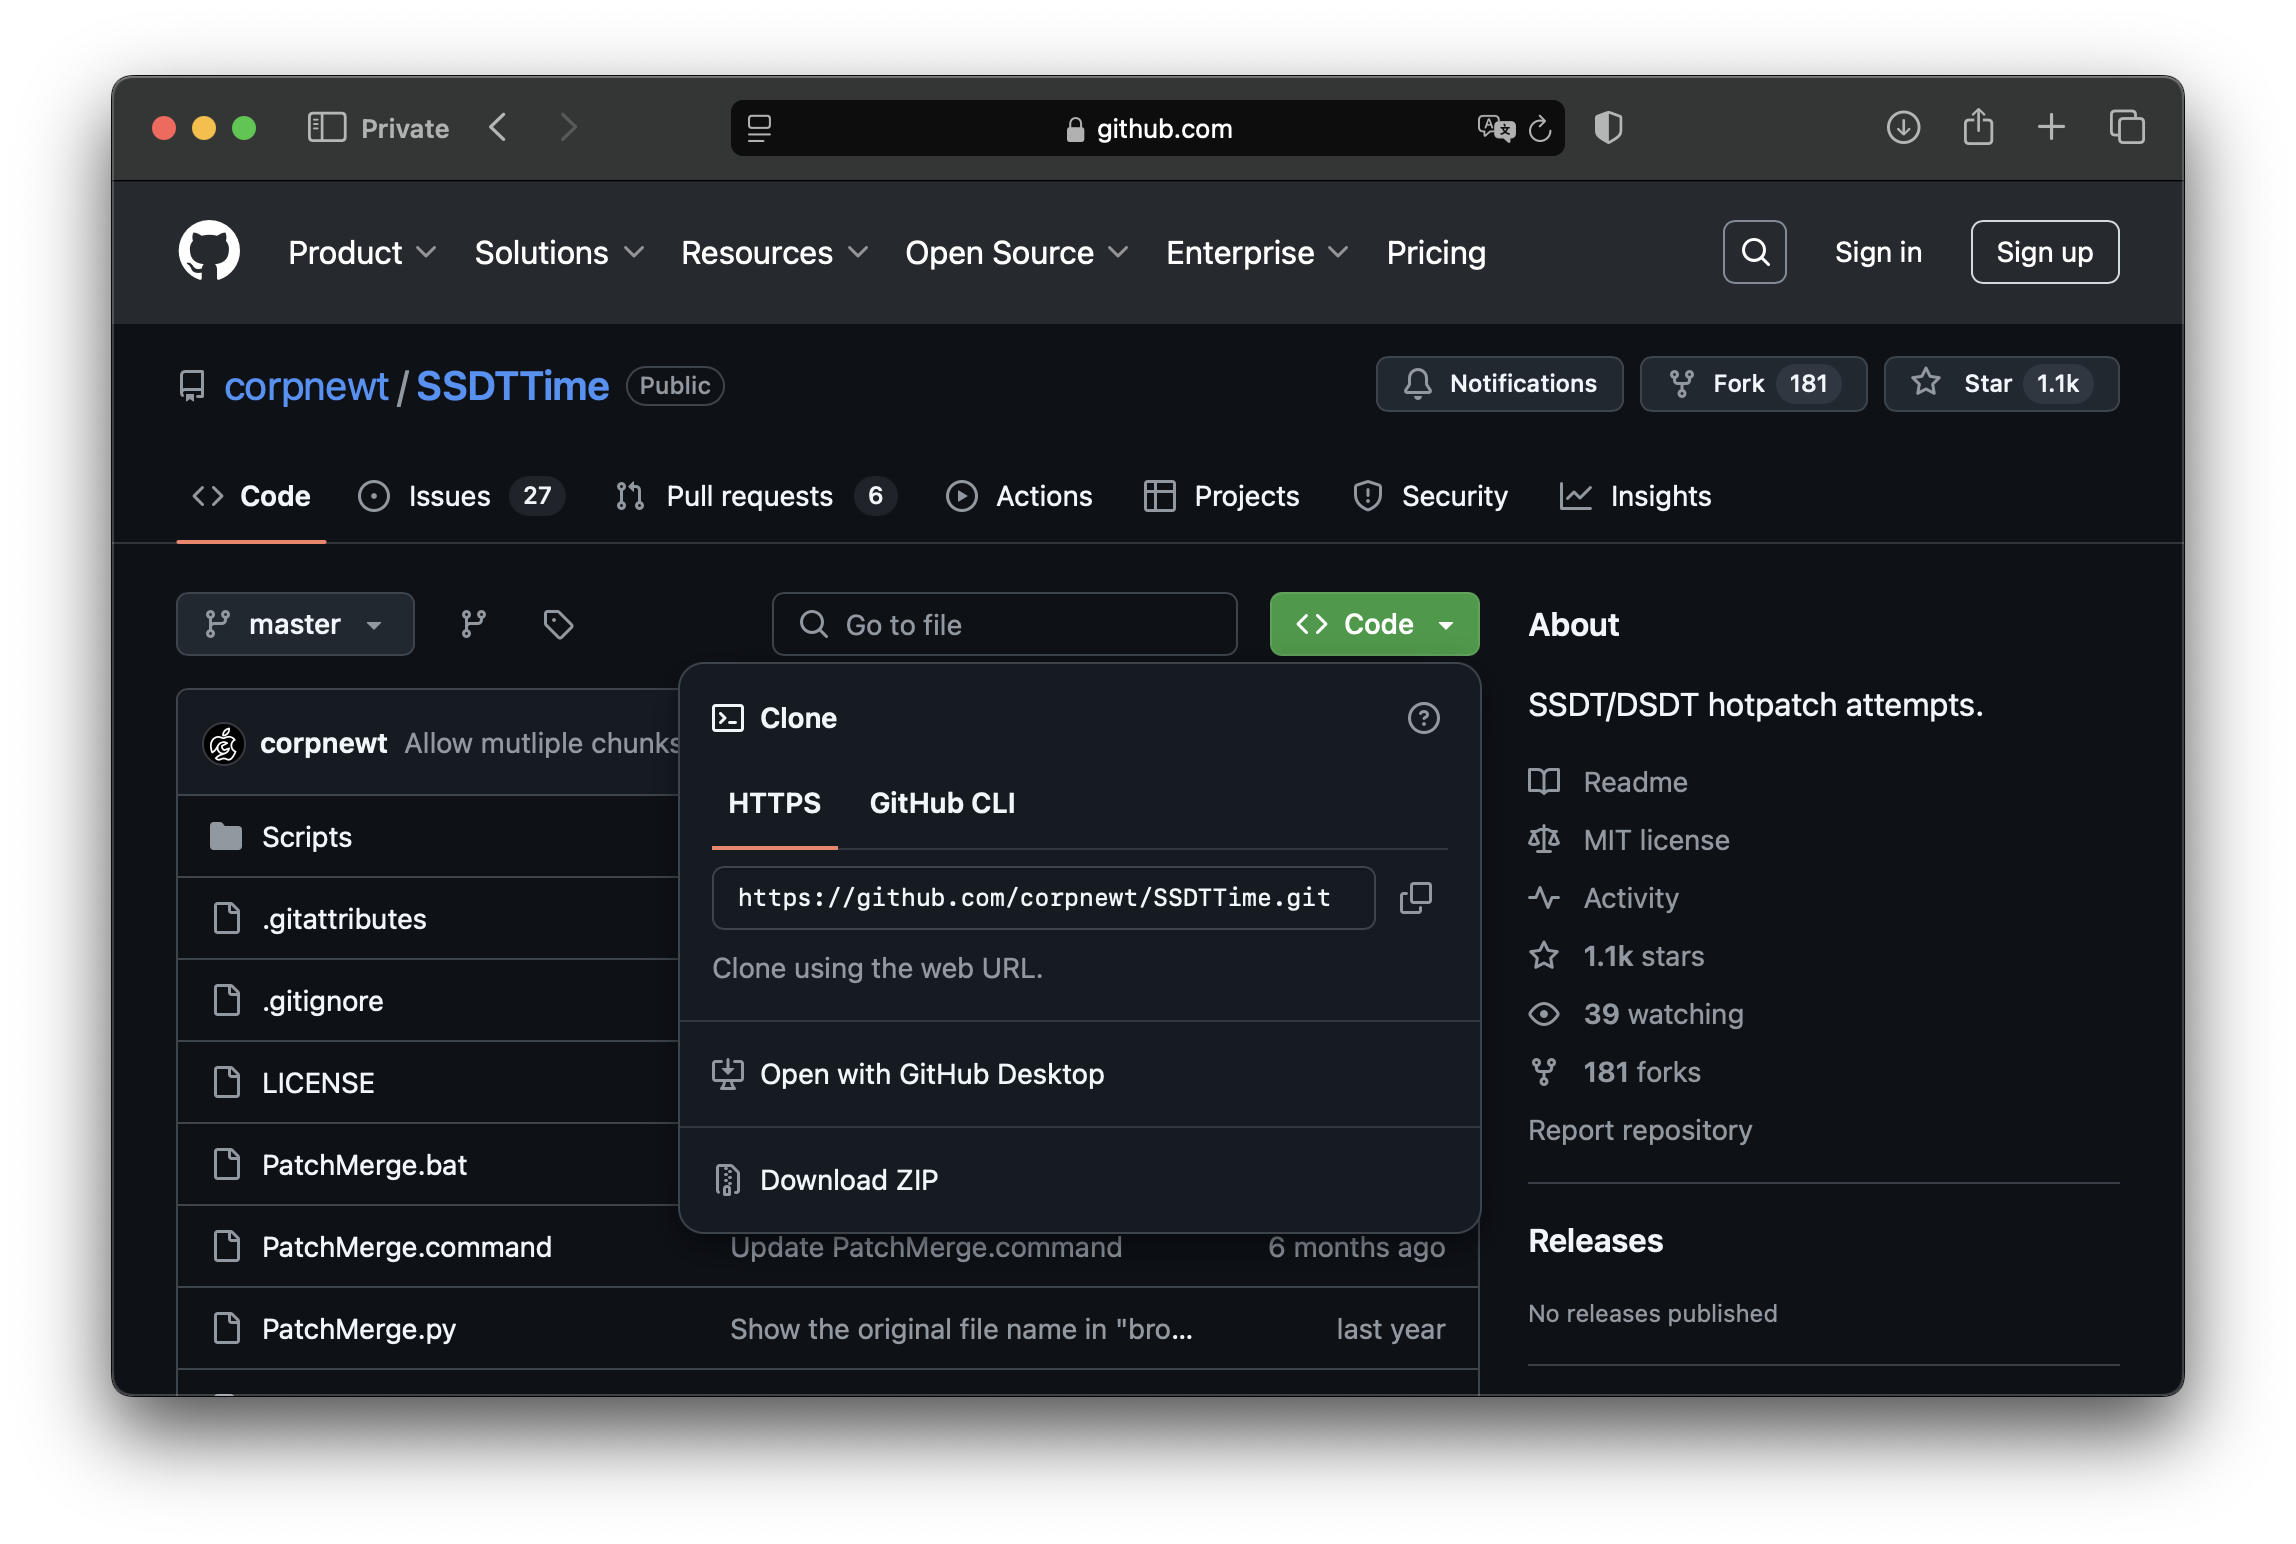 Private
github.com
Product Solutions Resources Open Source Enterprise Pricing Sign in Sign up
corpnewt / SSDTTime Public Notifications Fork 181 Star 1.1k
Code Issues 27 Pull requests 6 Actions Projects Security Insights
master Go to file Code
corpnewt Allow mutliple chunks
Scripts
.gitattributes
.gitignore
LICENSE
PatchMerge.bat
PatchMerge.command Update PatchMerge.command 6 months ago
PatchMerge.py Show the original file name in "bro... last year
Clone
HTTPS GitHub CLI
https://github.com/corpnewt/SSDTTime.git
Clone using the web URL.
Open with GitHub Desktop
Download ZIP
About
SSDT/DSDT hotpatch attempts.
Readme
MIT license
Activity
1.1k stars
39 watching
181 forks
Report repository
Releases
No releases published